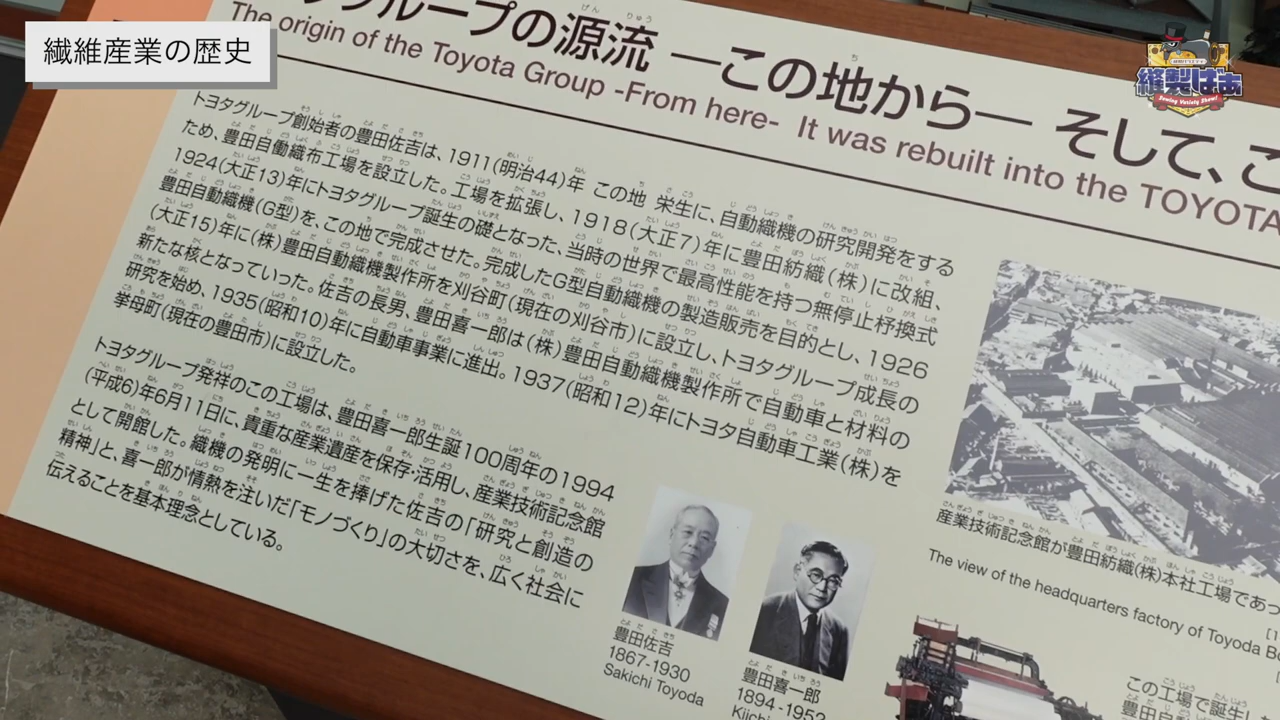 繊維産業の歴史
縫製ばあ
Sewing Variety Show!
グループの源流 ―この地から― そして、こ
The origin of the Toyota Group -From here- It was rebuilt into the TOYOTA
トヨタグループ創始者の豊田佐吉は、1911(明治44)年 この地 栄生に、自動織機の研究開発をする
ため、豊田自働織布工場を設立した。工場を拡張し、1918(大正7)年に豊田紡織(株)に改組、
1924(大正13)年にトヨタグループ誕生の礎となった、当時の世界で最高性能を持つ無停止杼換式
豊田自動織機(G型)を、この地で完成させた。完成したG型自動織機の製造販売を目的とし、1926
(大正15)年に(株)豊田自動織機製作所を刈谷町(現在の刈谷市)に設立し、トヨタグループ成長の
新たな核となっていった。佐吉の長男、豊田喜一郎は(株)豊田自動織機製作所で自動車と材料の
研究を始め、1935(昭和10)年に自動車事業に進出。1937(昭和12)年にトヨタ自動車工業(株)を
挙母町(現在の豊田市)に設立した。
トヨタグループ発祥のこの工場は、豊田喜一郎生誕100周年の1994
(平成6)年6月11日に、貴重な産業遺産を保存・活用し、産業技術記念館
として開館した。織機の発明に一生を捧げた佐吉の「研究と創造の
精神」と、喜一郎が情熱を注いだ「モノづくり」の大切さを、広く社会に
伝えることを基本理念としている。
豊田佐吉
1867-1930
Sakichi Toyoda
豊田喜一郎
1894-1952
産業技術記念館が豊田紡織(株)本社工場であっ
The view of the headquarters factory of Toyoda Bo
この工場で誕生し
豊田自